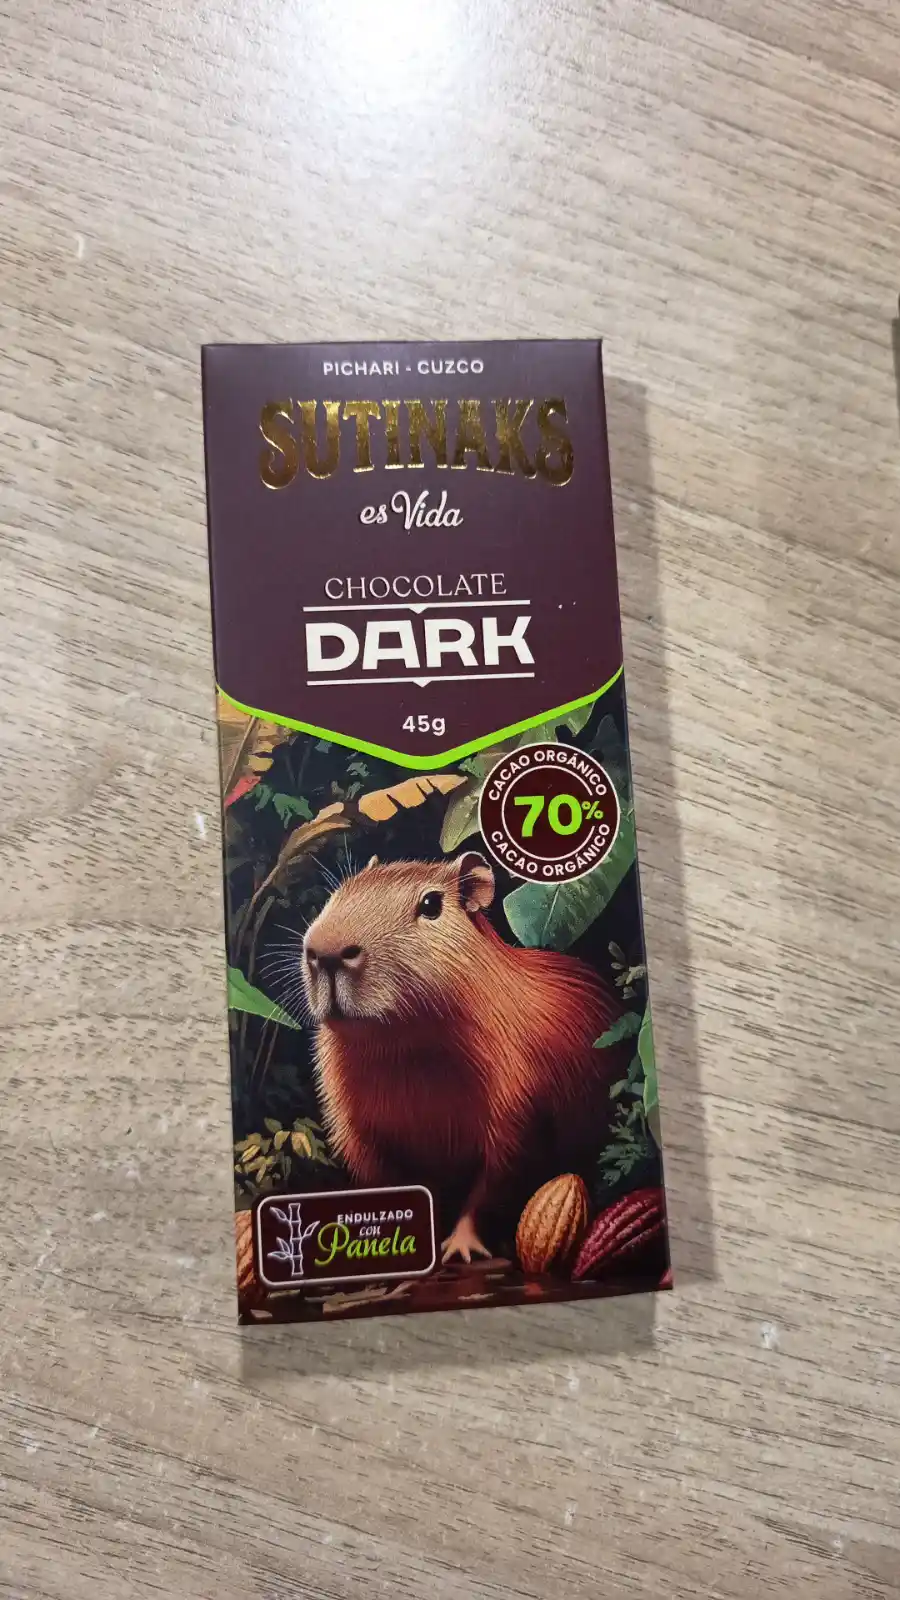 PICHARI - CUZCO
SUTINAKS
es Vida
CHOCOLATE
DARK
45g
CACAO ORGÁNICO
70%
CACAO ORGÁNICO
ENDULZADO
con
Panela